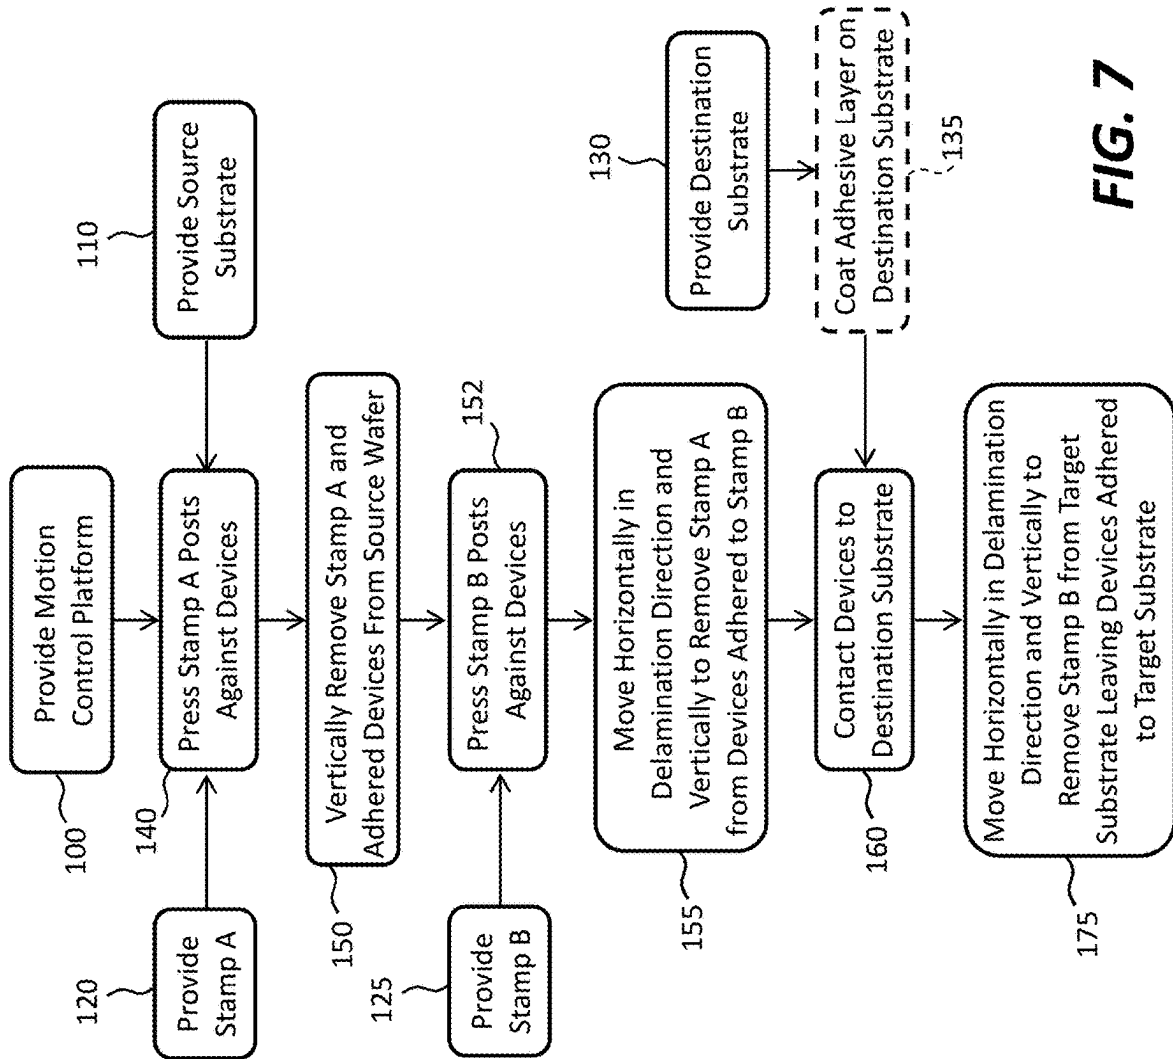 100
Provide Motion
Control Platform
110
Provide Source
Substrate
120
Provide
Stamp A
140
Press Stamp A Posts
Against Devices
150
Vertically Remove Stamp A and
Adhered Devices From Source Wafer
125
Provide
Stamp B
152
Press Stamp B Posts
Against Devices
155
Move Horizontally in
Delamination Direction and
Vertically to Remove Stamp A
from Devices Adhered to Stamp B
130
Provide Destination
Substrate
Coat Adhesive Layer on
Destination Substrate
135
160
Contact Devices to
Destination Substrate
175
Move Horizontally in Delamination
Direction and Vertically to
Remove Stamp B from Target
Substrate Leaving Devices Adhered
to Target Substrate
FIG. 7